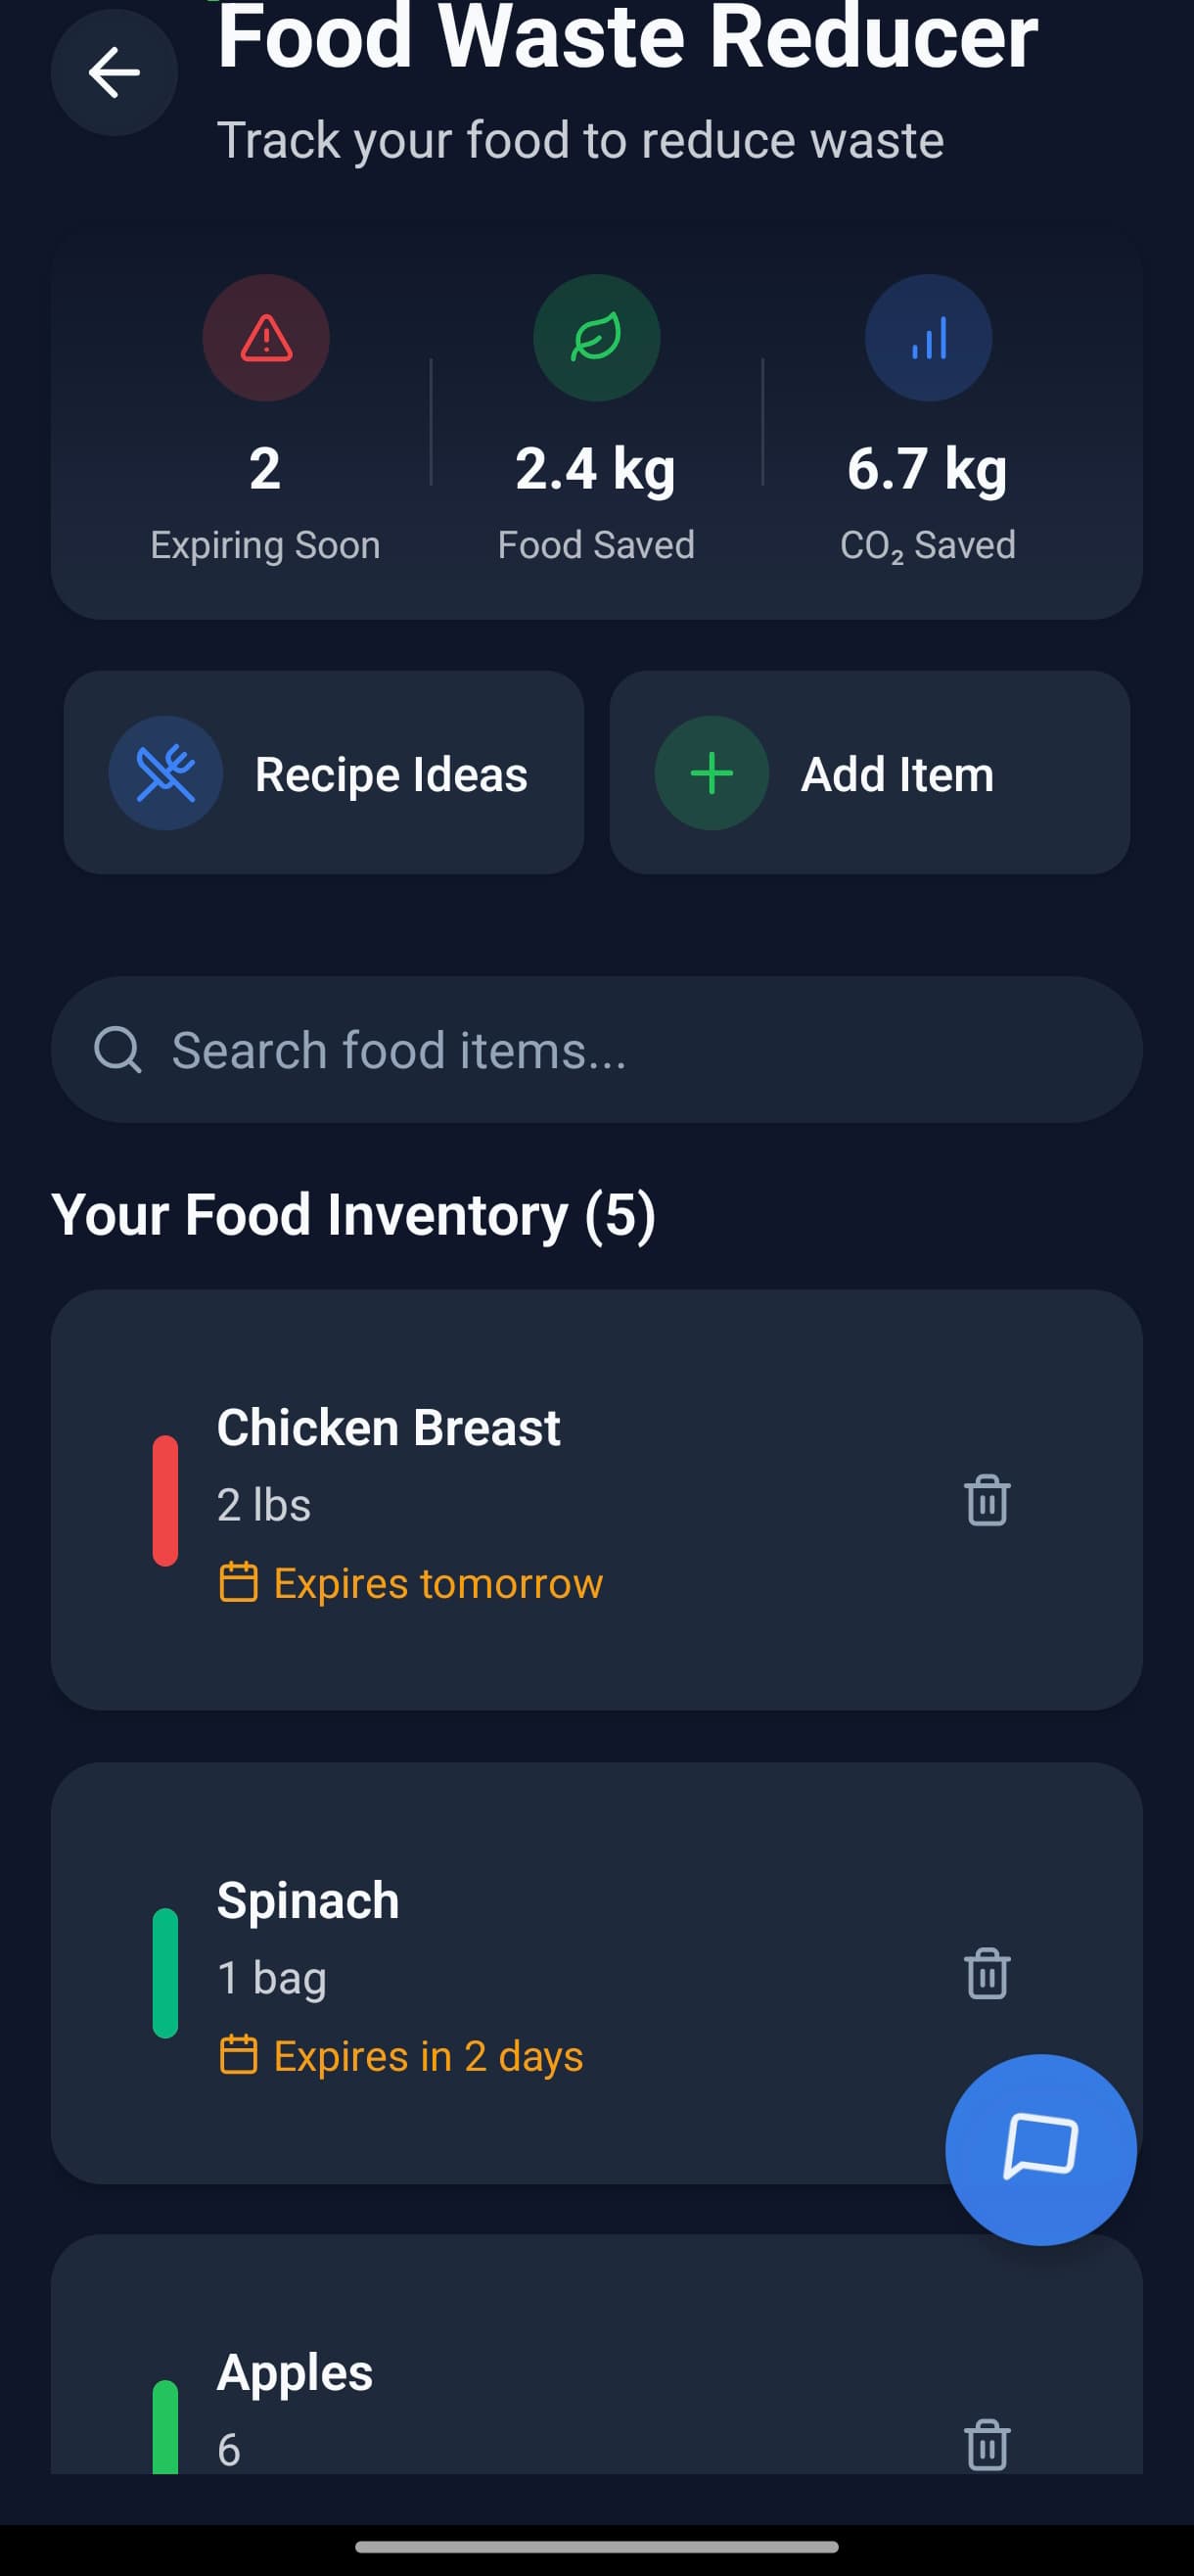 Food Waste Reducer
Track your food to reduce waste
2
Expiring Soon
2.4 kg
Food Saved
6.7 kg
CO₂ Saved
Recipe Ideas
Add Item
Search food items...
Your Food Inventory (5)
Chicken Breast
2 lbs
Expires tomorrow
Spinach
1 bag
Expires in 2 days
Apples
6